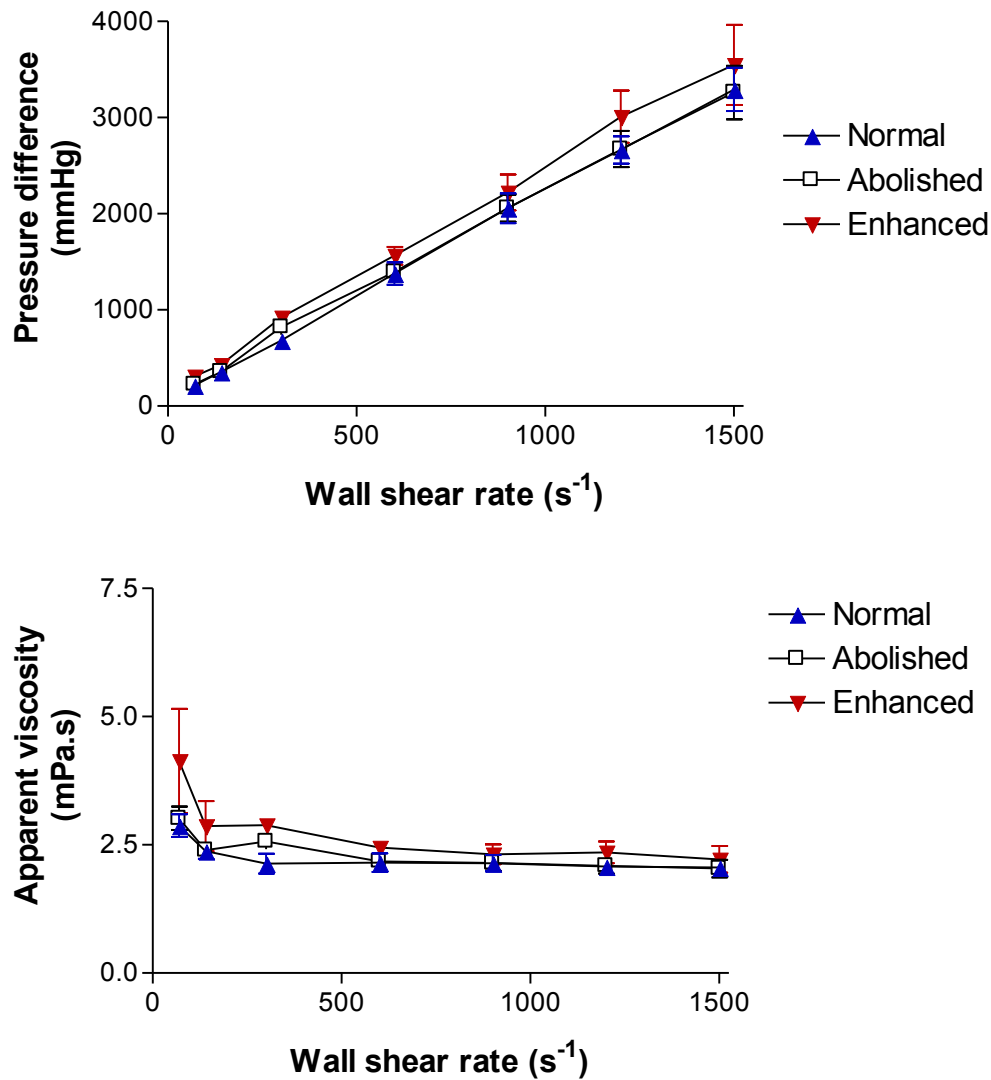 4000
3000
2000
1000
0
Pressure difference
(mmHg)
0
500
1000
1500
Wall shear rate (s⁻¹)
Normal
Abolished
Enhanced
7.5
5.0
2.5
0.0
Apparent viscosity
(mPa.s)
0
500
1000
1500
Wall shear rate (s⁻¹)
Normal
Abolished
Enhanced